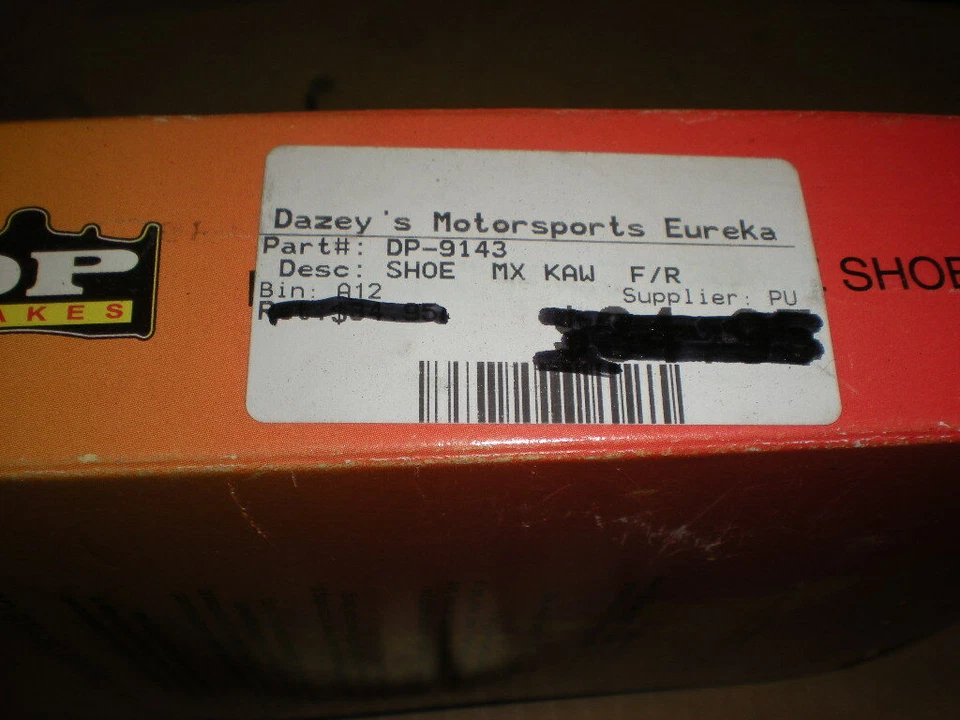 Dazey's Motorsports Eureka
Part#: DP-9143
Desc: SHOE MX KAW F/R
Bin: A12 Supplier: PU
DP
AKES
SHOE